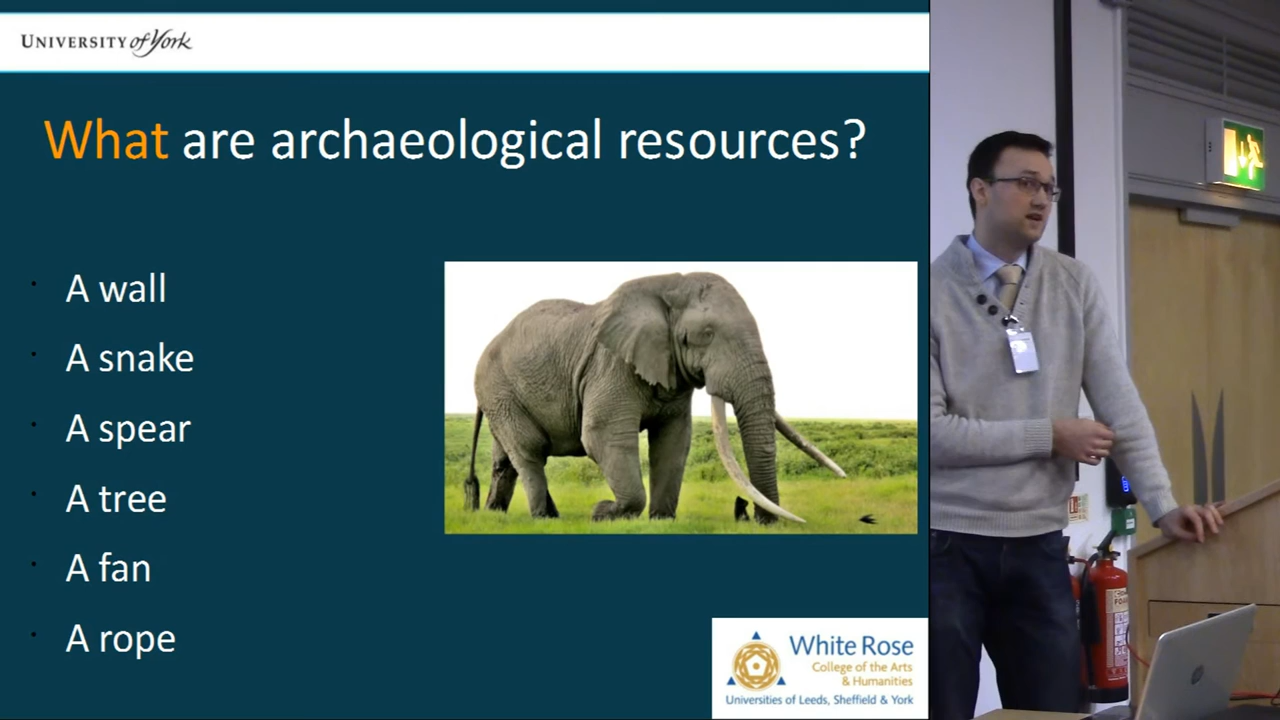 UNIVERSITY of York
What are archaeological resources?
A wall
A snake
A spear
A tree
A fan
A rope
White Rose
College of the Arts
& Humanities
Universities of Leeds, Sheffield & York